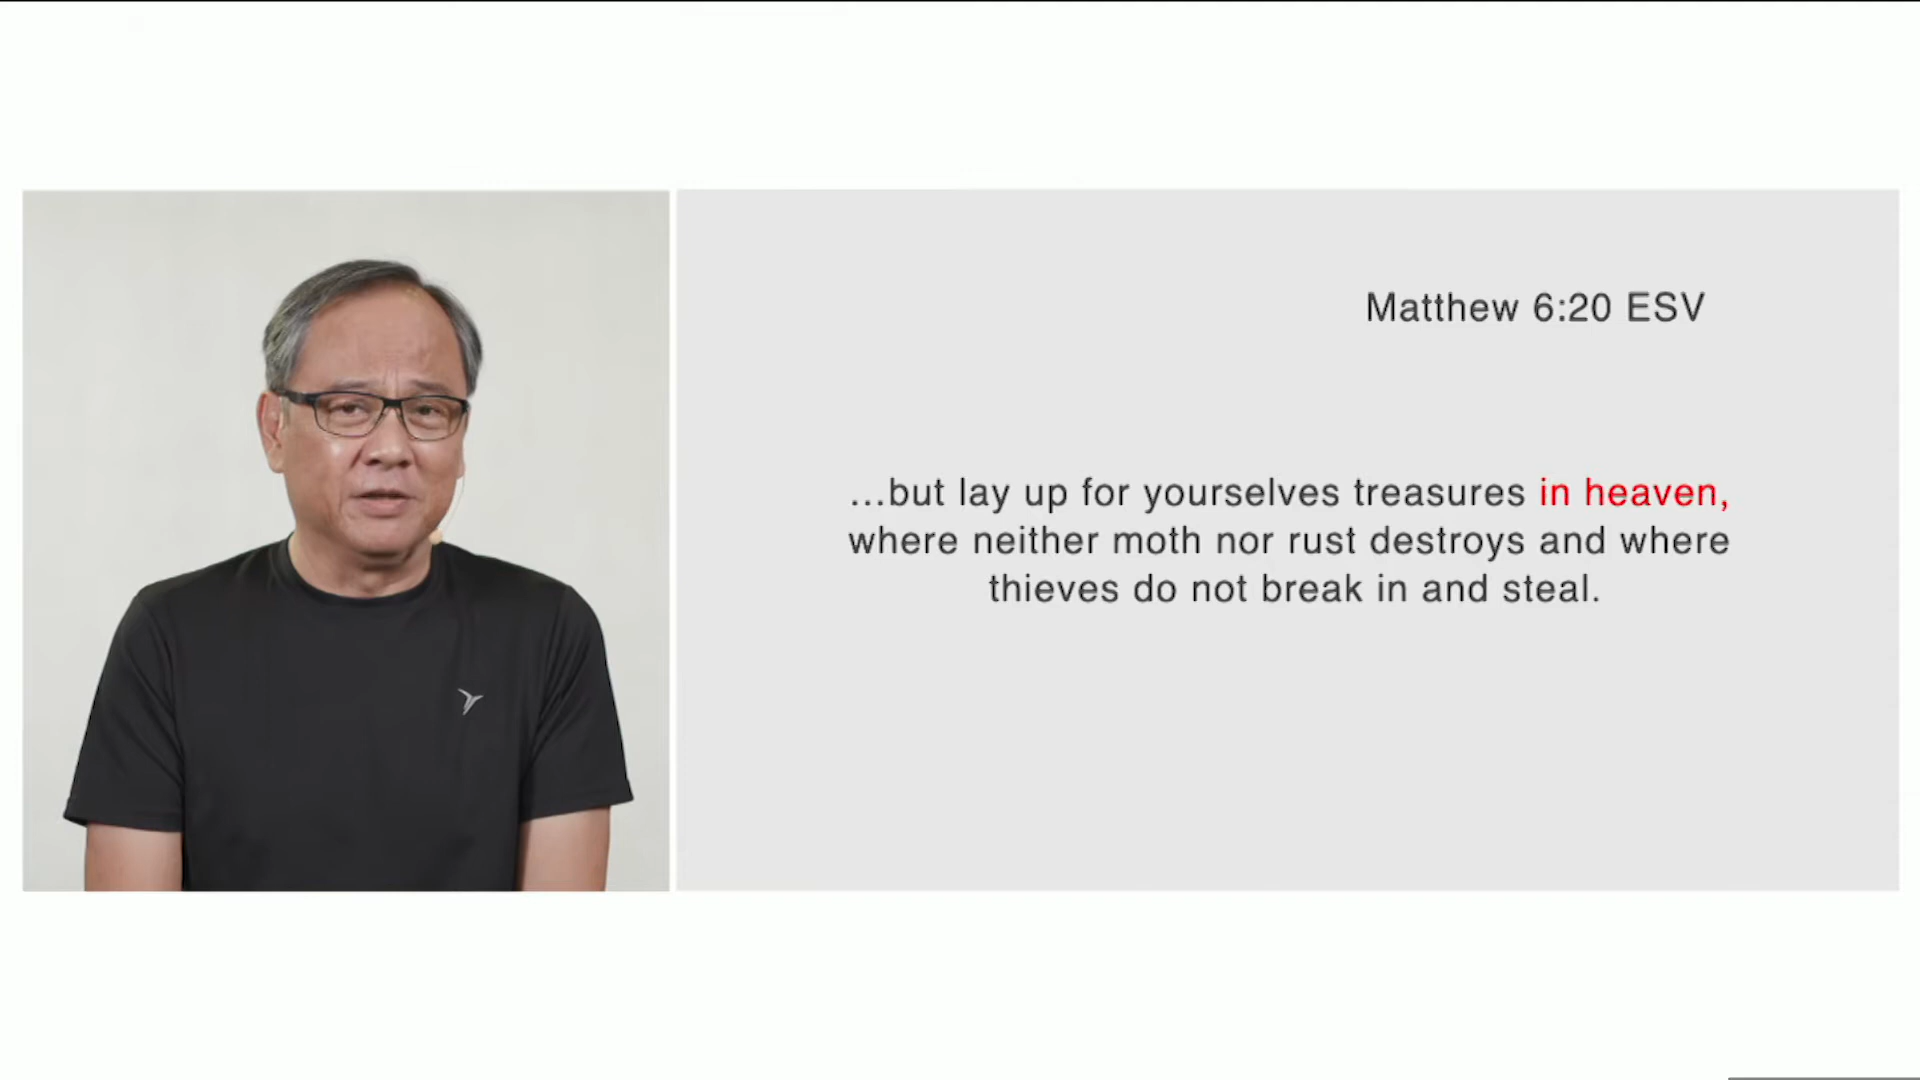 Matthew 6:20 ESV
...but lay up for yourselves treasures in heaven,
where neither moth nor rust destroys and where
thieves do not break in and steal.